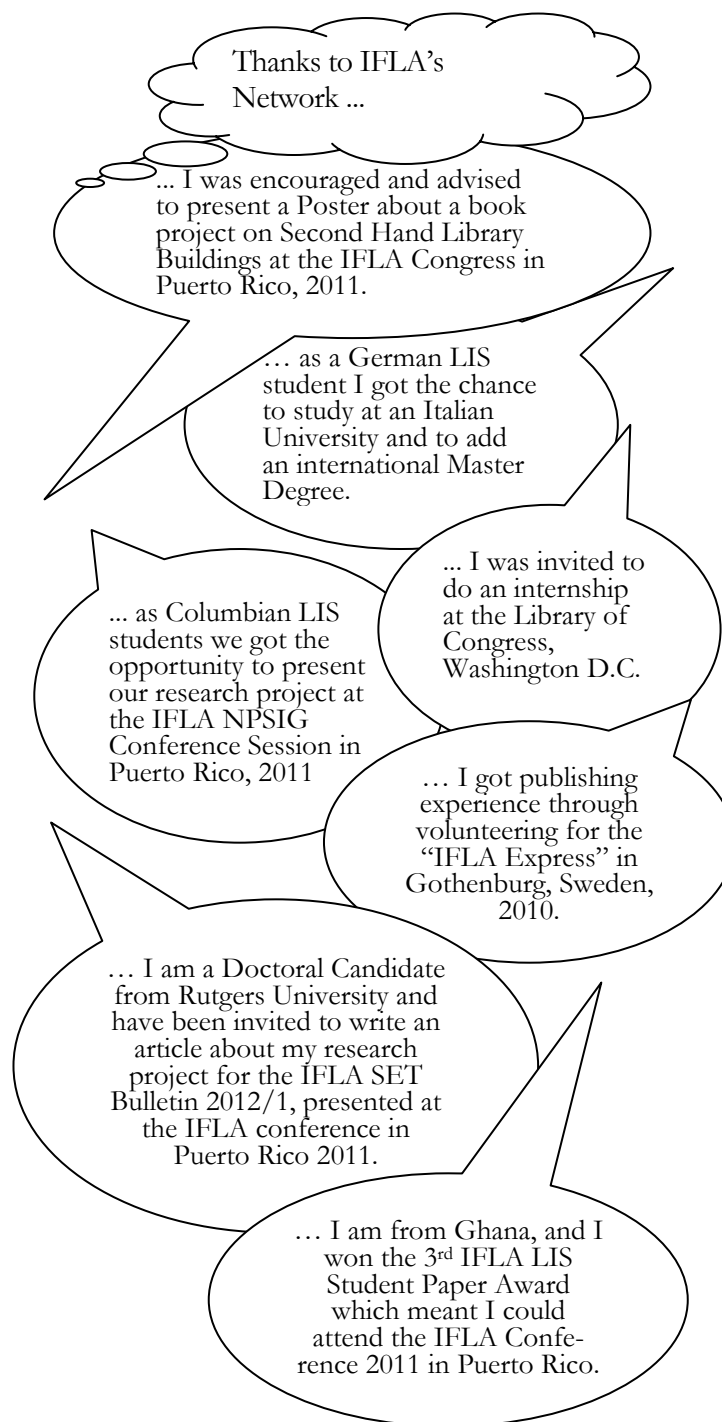 Thanks to IFLA’s
Network ...
... I was encouraged and advised
to present a Poster about a book
project on Second Hand Library
Buildings at the IFLA Congress in
Puerto Rico, 2011.
… as a German LIS
student I got the chance
to study at an Italian
University and to add
an international Master
Degree.
... I was invited to
do an internship
at the Library of
Congress,
Washington D.C.
... as Columbian LIS
students we got the
opportunity to present
our research project at
the IFLA NPSIG
Conference Session in
Puerto Rico, 2011
… I got publishing
experience through
volunteering for the
“IFLA Express” in
Gothenburg, Sweden,
2010.
… I am a Doctoral Candidate
from Rutgers University and
have been invited to write an
article about my research
project for the IFLA SET
Bulletin 2012/1, presented at
the IFLA conference in
Puerto Rico 2011.
… I am from Ghana, and I
won the 3rd IFLA LIS
Student Paper Award
which meant I could
attend the IFLA Confe-
rence 2011 in Puerto Rico.